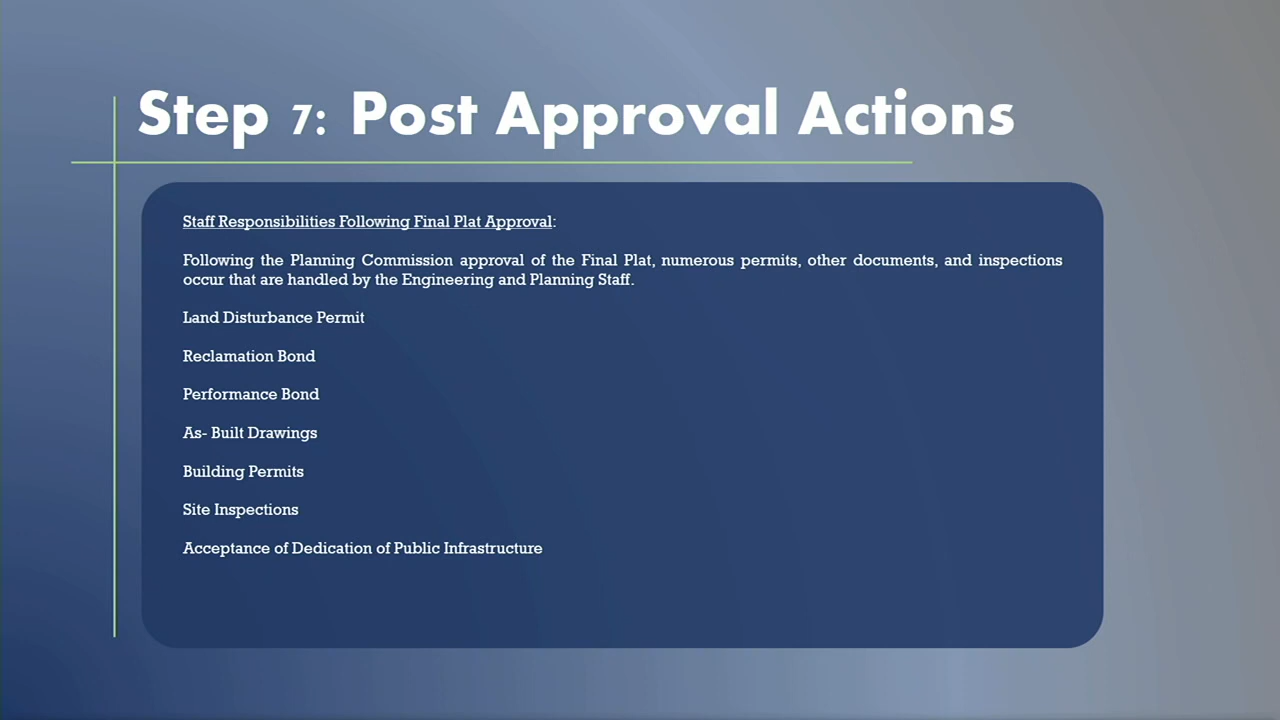 Step 7: Post Approval Actions
Staff Responsibilities Following Final Plat Approval:
Following the Planning Commission approval of the Final Plat, numerous permits, other documents, and inspections
occur that are handled by the Engineering and Planning Staff.
Land Disturbance Permit
Reclamation Bond
Performance Bond
As- Built Drawings
Building Permits
Site Inspections
Acceptance of Dedication of Public Infrastructure